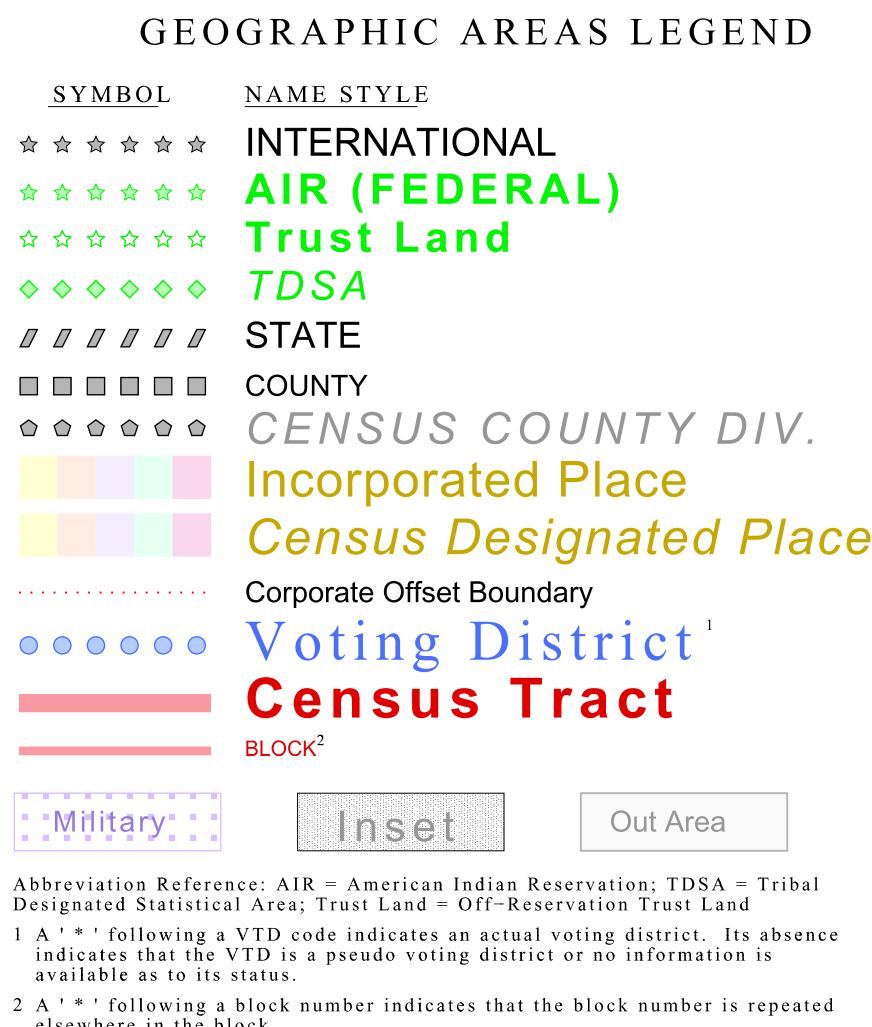 GEOGRAPHIC AREAS LEGEND
SYMBOL NAME STYLE
INTERNATIONAL
AIR (FEDERAL)
Trust Land
TDSA
STATE
COUNTY
CENSUS COUNTY DIV.
Incorporated Place
Census Designated Place
Corporate Offset Boundary
Voting District 1
Census Tract
BLOCK2
Military Inset Out Area
Abbreviation Reference: AIR = American Indian Reservation; TDSA = Tribal
Designated Statistical Area; Trust Land = Off−Reservation Trust Land
1 A ' * ' following a VTD code indicates an actual voting district. Its absence
indicates that the VTD is a pseudo voting district or no information is
available as to its status.
2 A ' * ' following a block number indicates that the block number is repeated
elsewhere in the block.